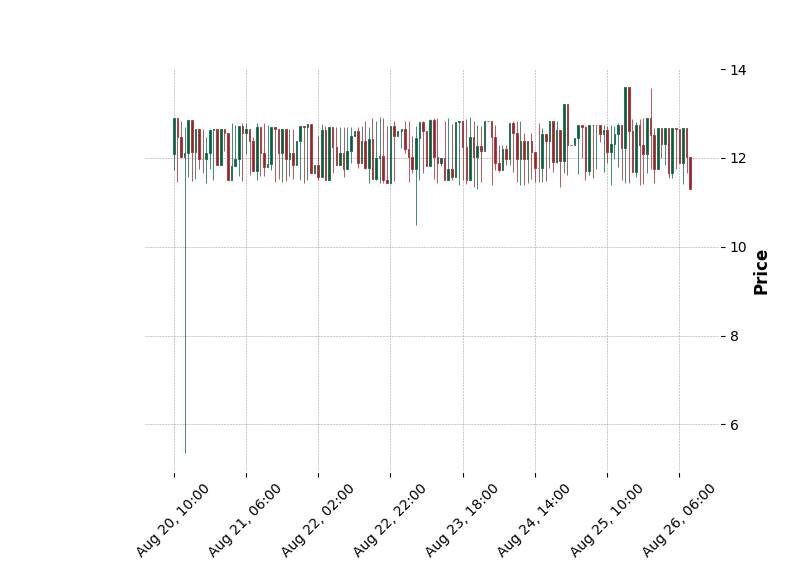 14
12
10
8
6
Price
Aug 20, 10:00
Aug 21, 06:00
Aug 22, 02:00
Aug 22, 22:00
Aug 23, 18:00
Aug 24, 14:00
Aug 25, 10:00
Aug 26, 06:00